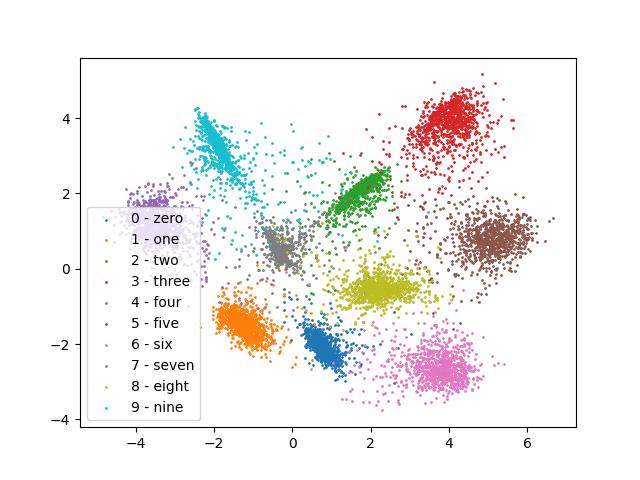 4
2
0
−2
−4
−4
−2
0
2
4
6
0 - zero
1 - one
2 - two
3 - three
4 - four
5 - five
6 - six
7 - seven
8 - eight
9 - nine